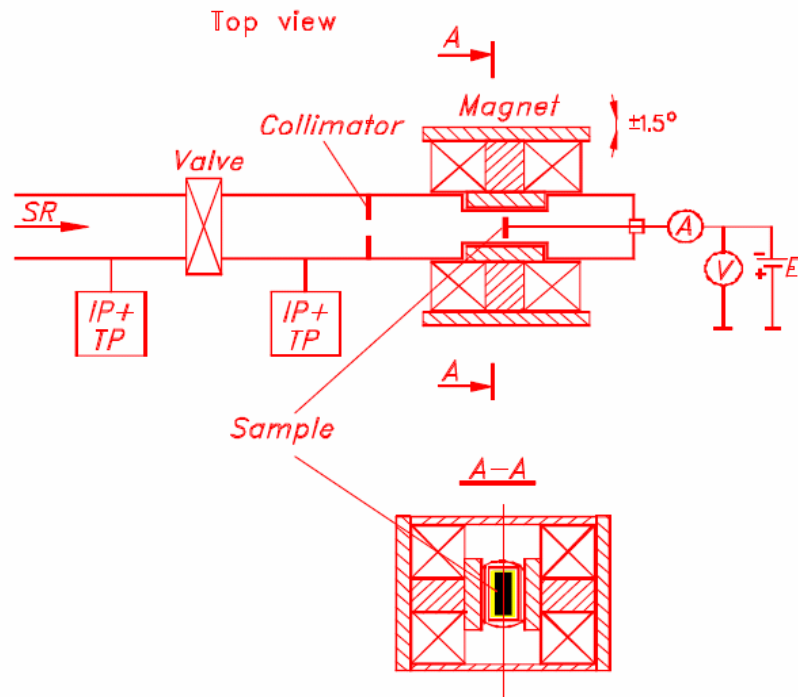 Top view
A
Magnet
±1.5°
Collimator
Valve
SR
A
V
-
+
E
IP+
TP
IP+
TP
A
Sample
A-A